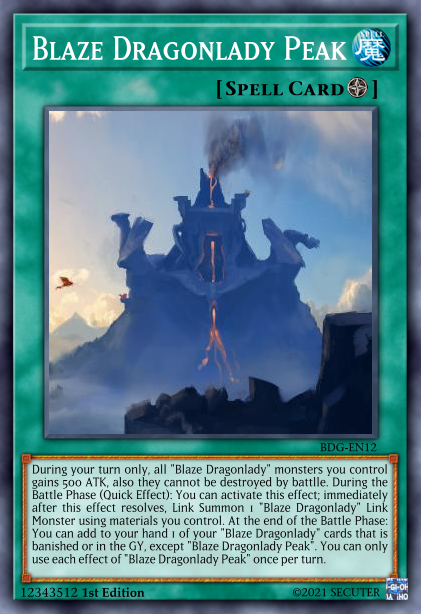 Blaze Dragonlady Peak 魔
[Spell Card]
BDG-EN12
During your turn only, all "Blaze Dragonlady" monsters you control
gains 500 ATK, also they cannot be destroyed by battlle. During the
Battle Phase (Quick Effect): You can activate this effect; immediately
after this effect resolves, Link Summon 1 "Blaze Dragonlady" Link
Monster using materials you control. At the end of the Battle Phase:
You can add to your hand 1 of your "Blaze Dragonlady" cards that is
banished or in the GY, except "Blaze Dragonlady Peak". You can only
use each effect of "Blaze Dragonlady Peak" once per turn.
12343512 1st Edition ©2021 SECUTER